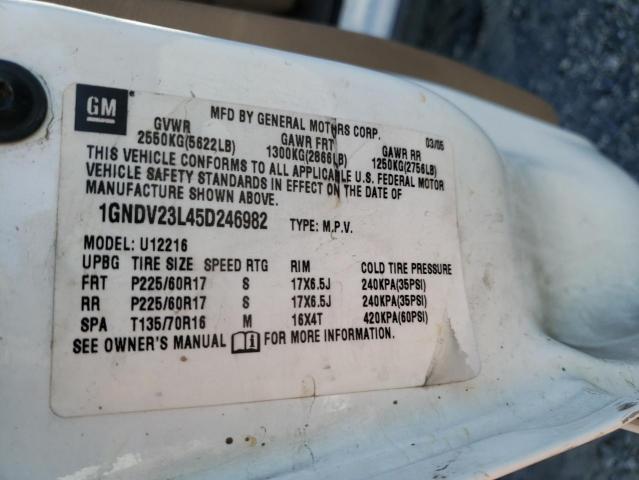 GM
MFD BY GENERAL MOTORS CORP. 03/05
GVWR GAWR FRT GAWR RR
2550KG(5622LB) 1300KG(2866LB) 1250KG(2756LB)
THIS VEHICLE CONFORMS TO ALL APPLICABLE U.S. FEDERAL MOTOR
VEHICLE SAFETY STANDARDS IN EFFECT ON THE DATE OF
MANUFACTURE SHOWN ABOVE.
1GNDV23L45D246982 TYPE: M.P.V.
MODEL: U12216
UPBG TIRE SIZE SPEED RTG RIM COLD TIRE PRESSURE
FRT P225/60R17 S 17X6.5J 240KPA(35PSI)
RR P225/60R17 S 17X6.5J 240KPA(35PSI)
SPA T135/70R16 M 16X4T 420KPA(60PSI)
SEE OWNER'S MANUAL FOR MORE INFORMATION.